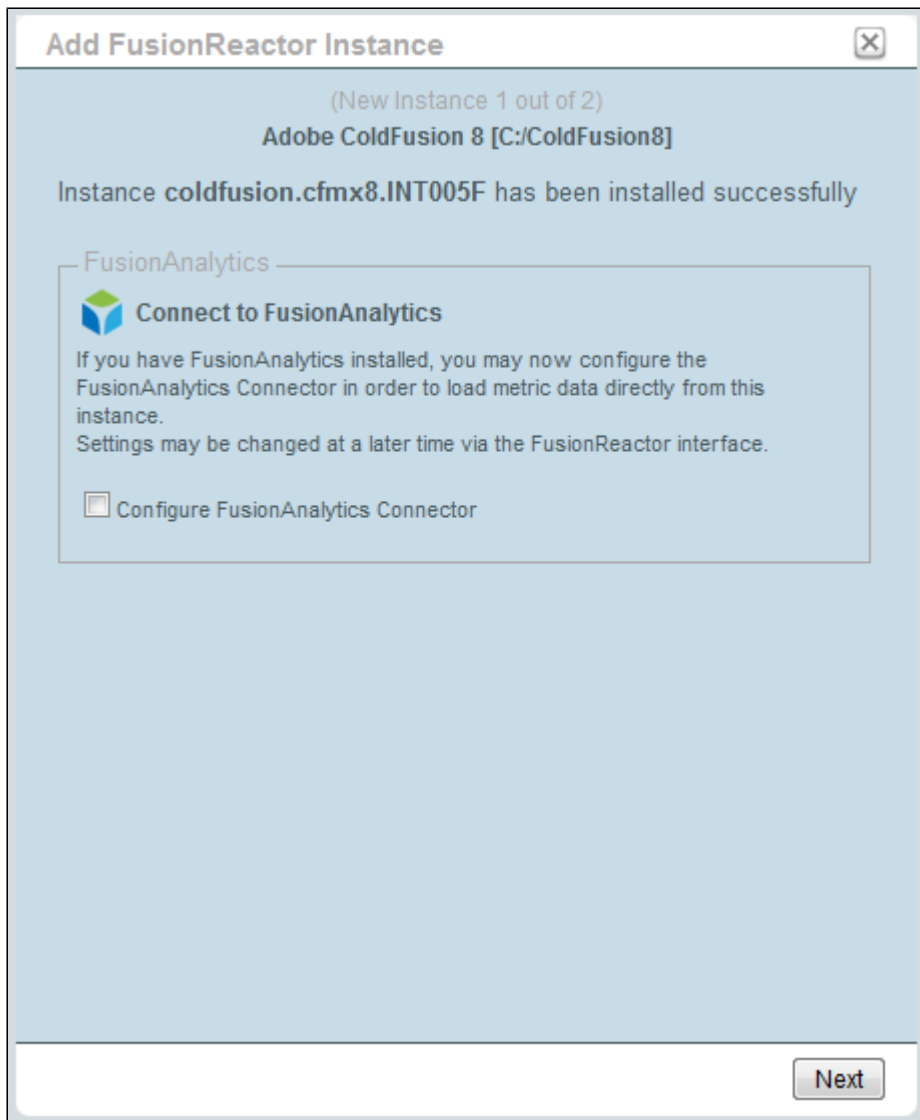 Add FusionReactor Instance
(New Instance 1 out of 2)
Adobe ColdFusion 8 [C:/ColdFusion8]
Instance coldfusion.cfmx8.INT005F has been installed successfully
FusionAnalytics
Connect to FusionAnalytics
If you have FusionAnalytics installed, you may now configure the
FusionAnalytics Connector in order to load metric data directly from this
instance.
Settings may be changed at a later time via the FusionReactor interface.
Configure FusionAnalytics Connector
Next